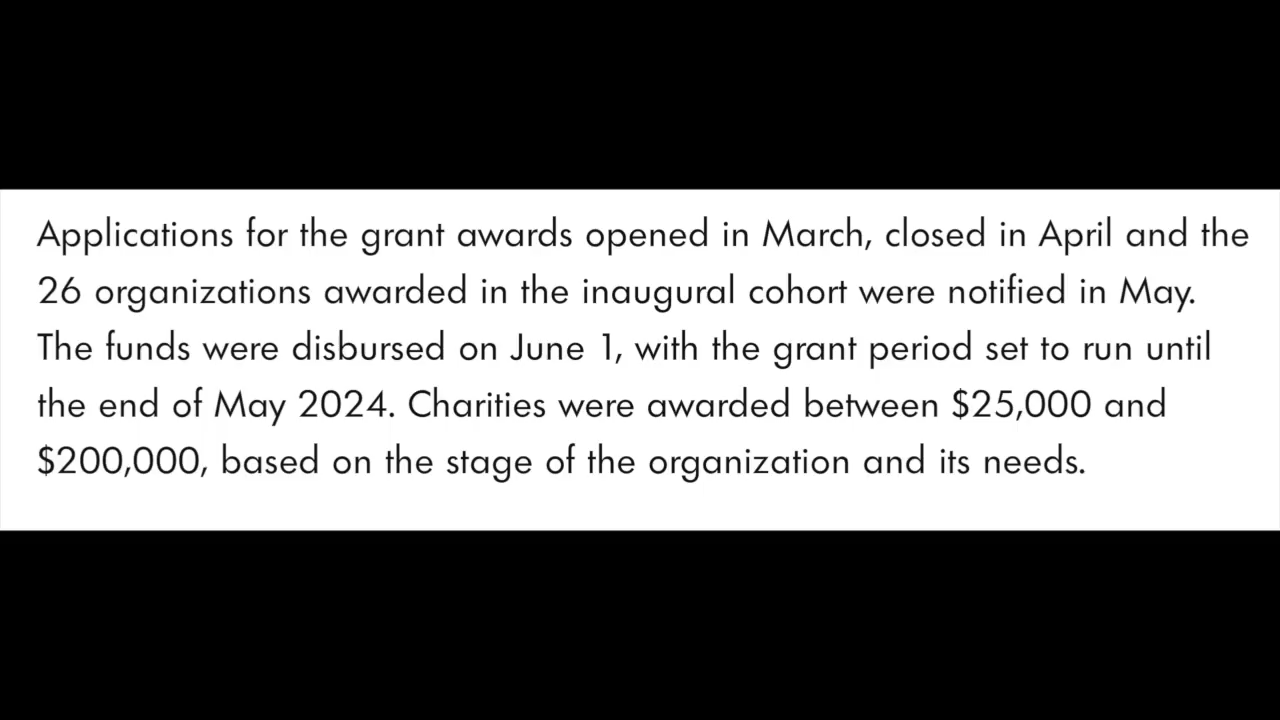 Applications for the grant awards opened in March, closed in April and the
26 organizations awarded in the inaugural cohort were notified in May.
The funds were disbursed on June 1, with the grant period set to run until
the end of May 2024. Charities were awarded between $25,000 and
$200,000, based on the stage of the organization and its needs.